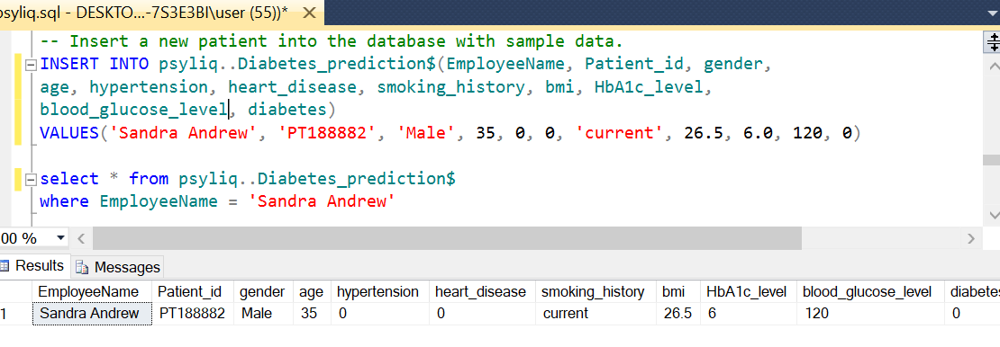 psyliq.sql - DESKTO...-7S3E3BI\user (55))*
-- Insert a new patient into the database with sample data.
INSERT INTO psyliq..Diabetes_prediction$(EmployeeName, Patient_id, gender,
age, hypertension, heart_disease, smoking_history, bmi, HbA1c_level,
blood_glucose_level, diabetes)
VALUES('Sandra Andrew', 'PT188882', 'Male', 35, 0, 0, 'current', 26.5, 6.0, 120, 0)
select * from psyliq..Diabetes_prediction$
where EmployeeName = 'Sandra Andrew'
00 %
Results Messages
EmployeeName Patient_id gender age hypertension heart_disease smoking_history bmi HbA1c_level blood_glucose_level diabetes
1 Sandra Andrew PT188882 Male 35 0 0 current 26.5 6 120 0